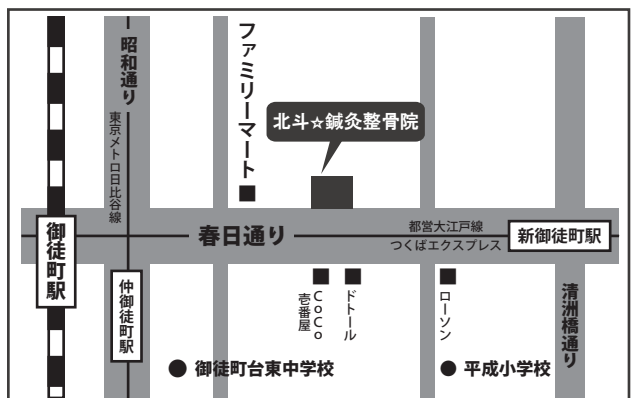 昭和通り
東京メトロ日比谷線
ファミリーマート
北斗☆鍼灸整骨院
御徒町駅
春日通り
都営大江戸線
つくばエクスプレス
新御徒町駅
仲御徒町駅
CoCo
壱番屋
ドトール
ローソン
清洲橋通り
御徒町台東中学校
平成小学校